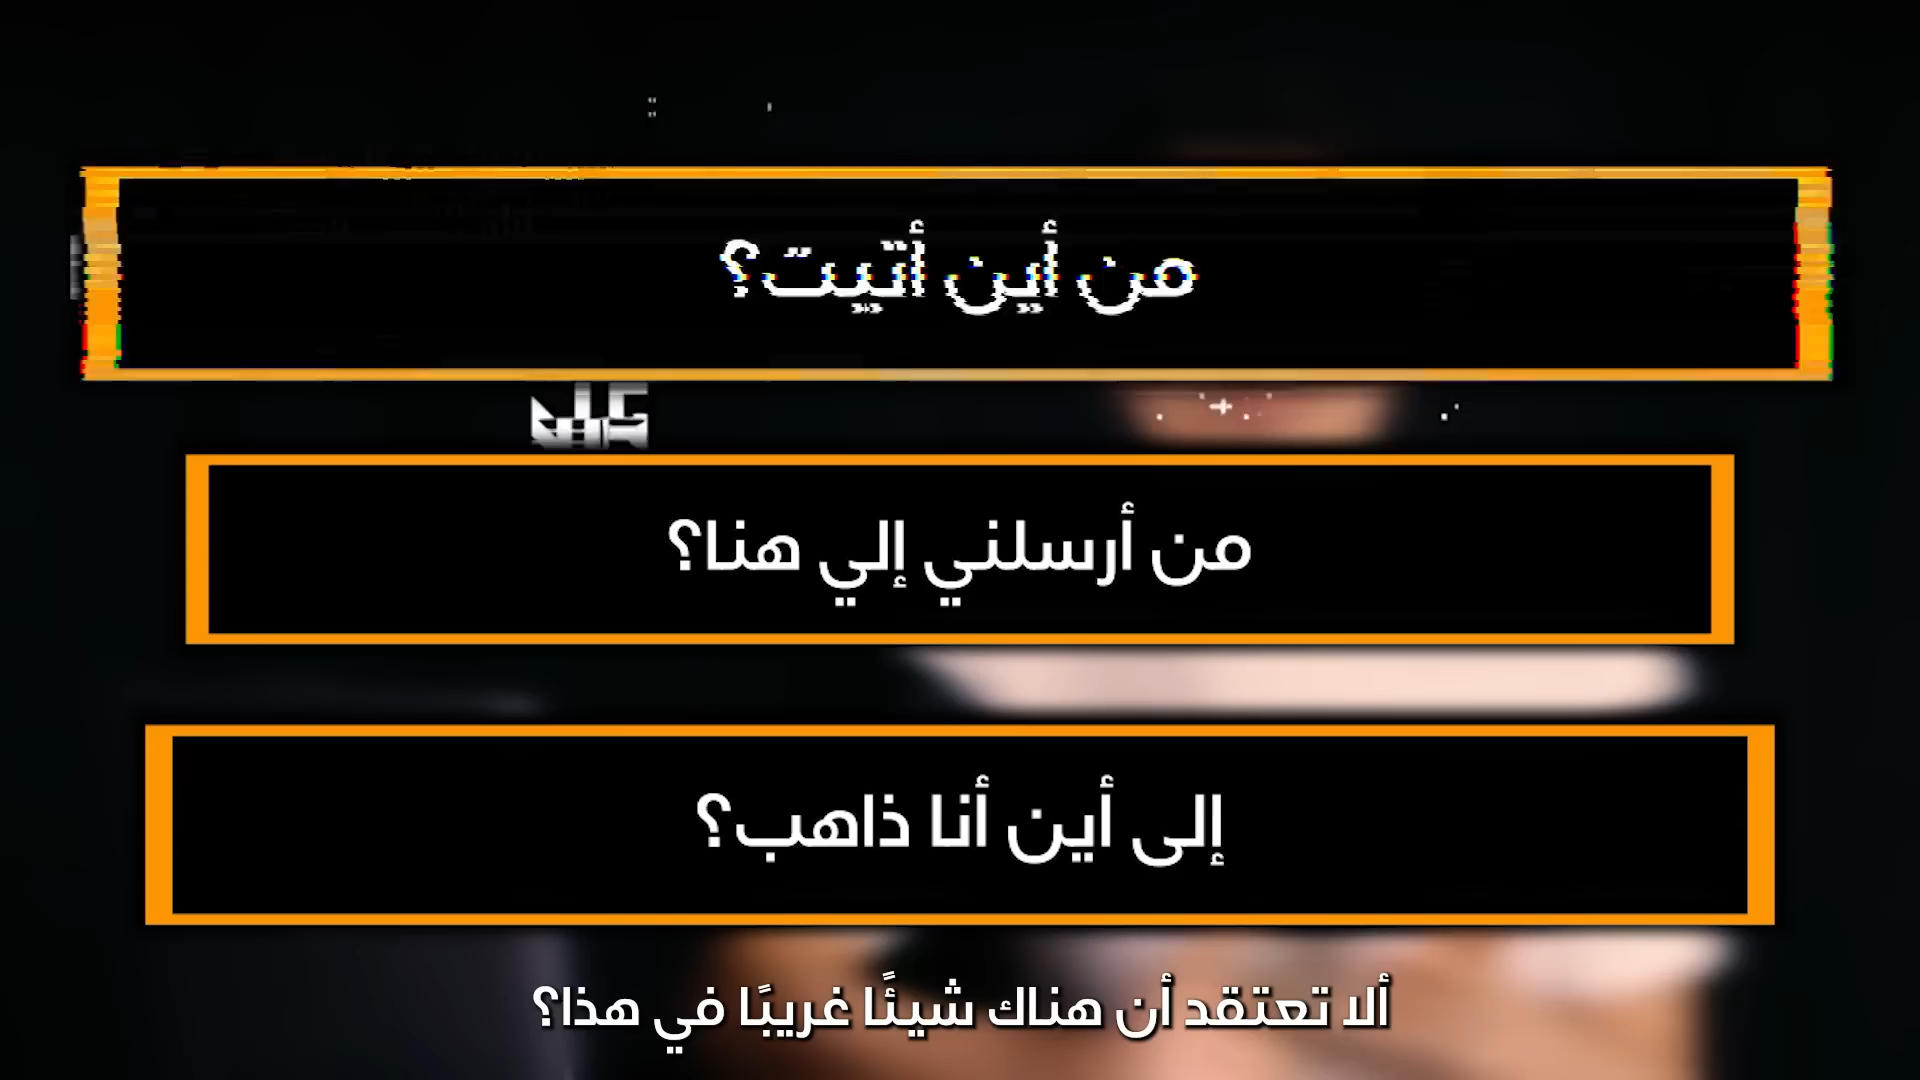 من أين أتيت؟
من أرسلني إلي هنا؟
إلى أين أنا ذاهب؟
ألا تعتقد أن هناك شيئًا غريبًا في هذا؟